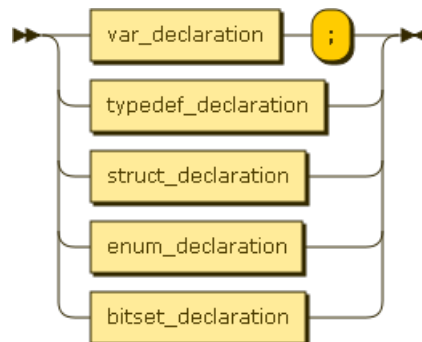 var_declaration ;
typedef_declaration
struct_declaration
enum_declaration
bitset_declaration